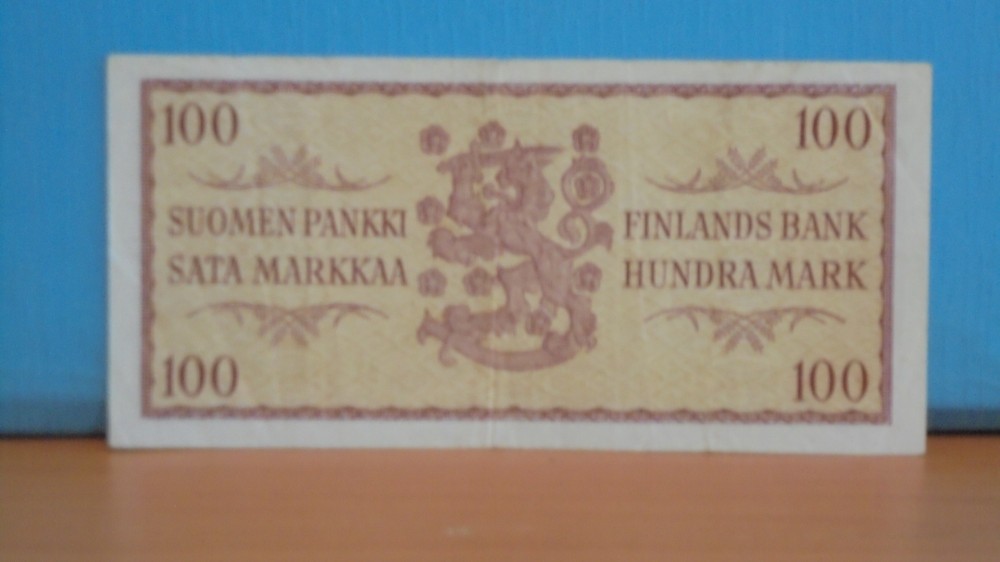 100
100
SUOMEN PANKKI
SATA MARKKAA
FINLANDS BANK
HUNDRA MARK
100
100